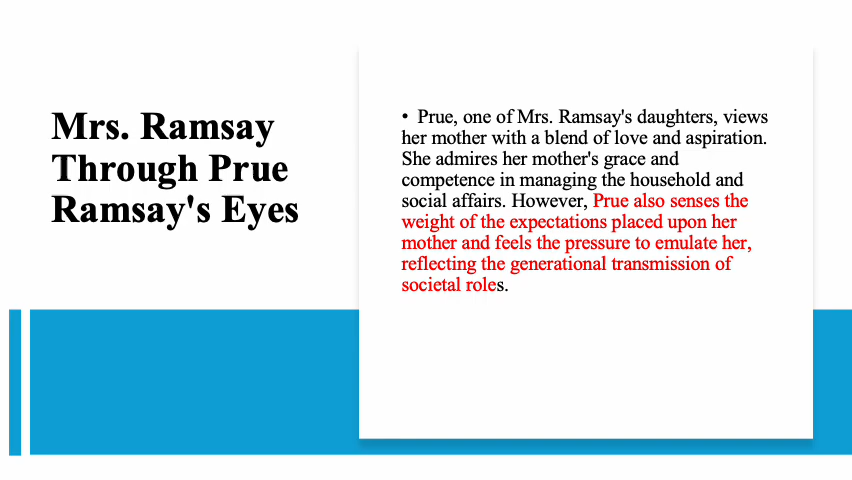 Mrs. Ramsay
Through Prue
Ramsay's Eyes
• Prue, one of Mrs. Ramsay's daughters, views
her mother with a blend of love and aspiration.
She admires her mother's grace and
competence in managing the household and
social affairs. However, Prue also senses the
weight of the expectations placed upon her
mother and feels the pressure to emulate her,
reflecting the generational transmission of
societal roles.